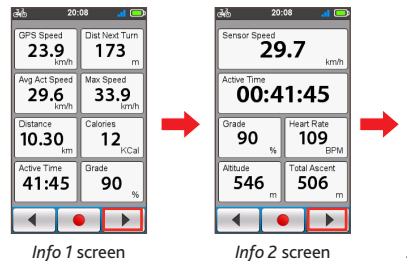 20:08
GPS Speed Dist Next Turn
23.9 km/h 173 m
Avg Act Speed Max Speed
29.6 km/h 33.9 km/h
Distance Calories
10.30 km 12 KCal
Active Time Grade
41:45 90 %
Info 1 screen
20:08
Sensor Speed
29.7 km/h
Active Time
00:41:45
Grade Heart Rate
90 % 109 BPM
Altitude Total Ascent
546 m 506 m
Info 2 screen